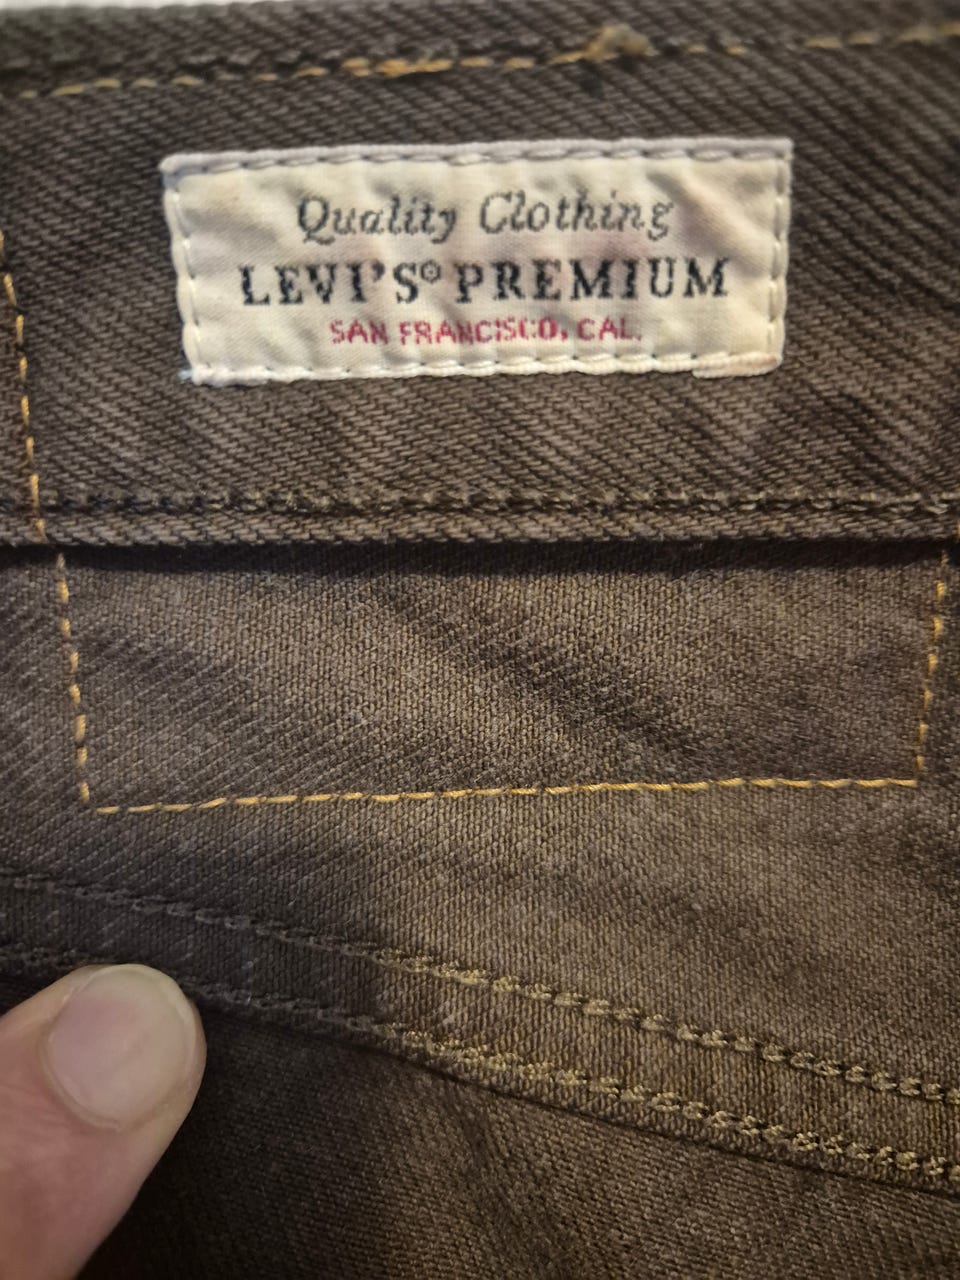 Quality Clothing
LEVI'S® PREMIUM
SAN FRANCISCO, CAL.